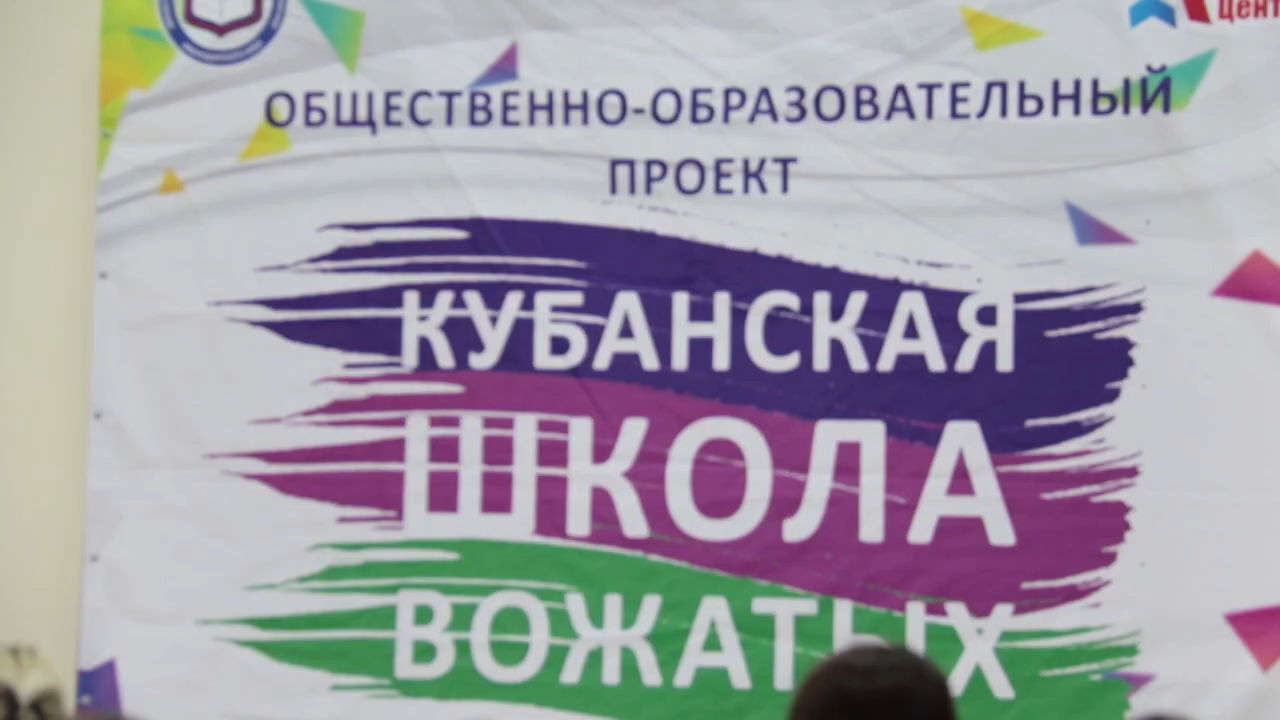 ОБЩЕСТВЕННО-ОБРАЗОВАТЕЛЬНЫЙ
ПРОЕКТ
КУБАНСКАЯ
ШКОЛА
ВОЖАТЫХ